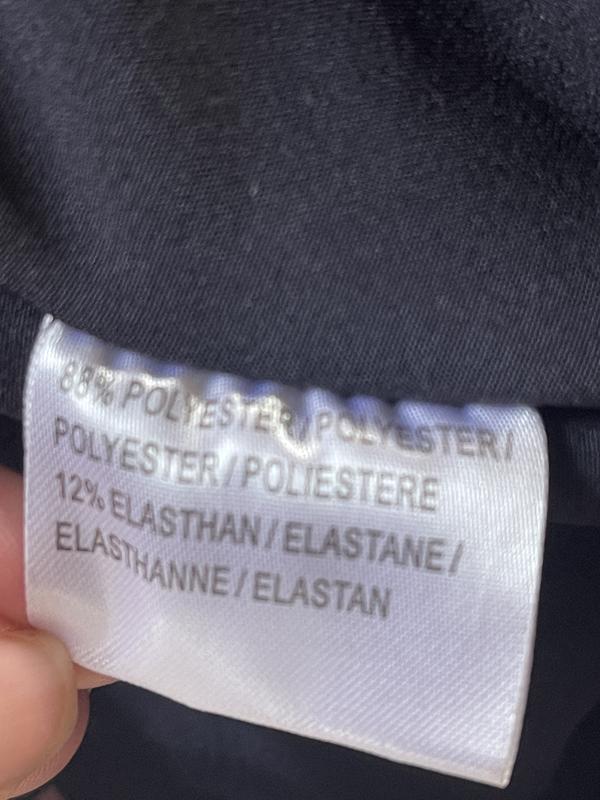 88% POLYESTER/POLYESTER/
POLYESTER/POLIESTERE
12% ELASTHAN/ELASTANE/
ELASTHANNE/ELASTAN